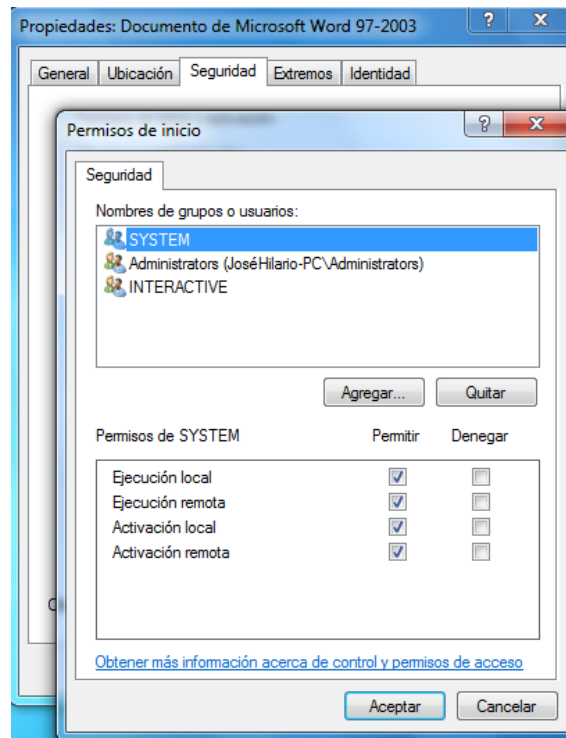 Propiedades: Documento de Microsoft Word 97-2003
General Ubicación Seguridad Extremos Identidad
Permisos de inicio
Seguridad
Nombres de grupos o usuarios:
SYSTEM
Administrators (JoséHilario-PC\Administrators)
INTERACTIVE
Agregar... Quitar
Permisos de SYSTEM Permitir Denegar
Ejecución local
Ejecución remota
Activación local
Activación remota
Obtener más información acerca de control y permisos de acceso
Aceptar Cancelar